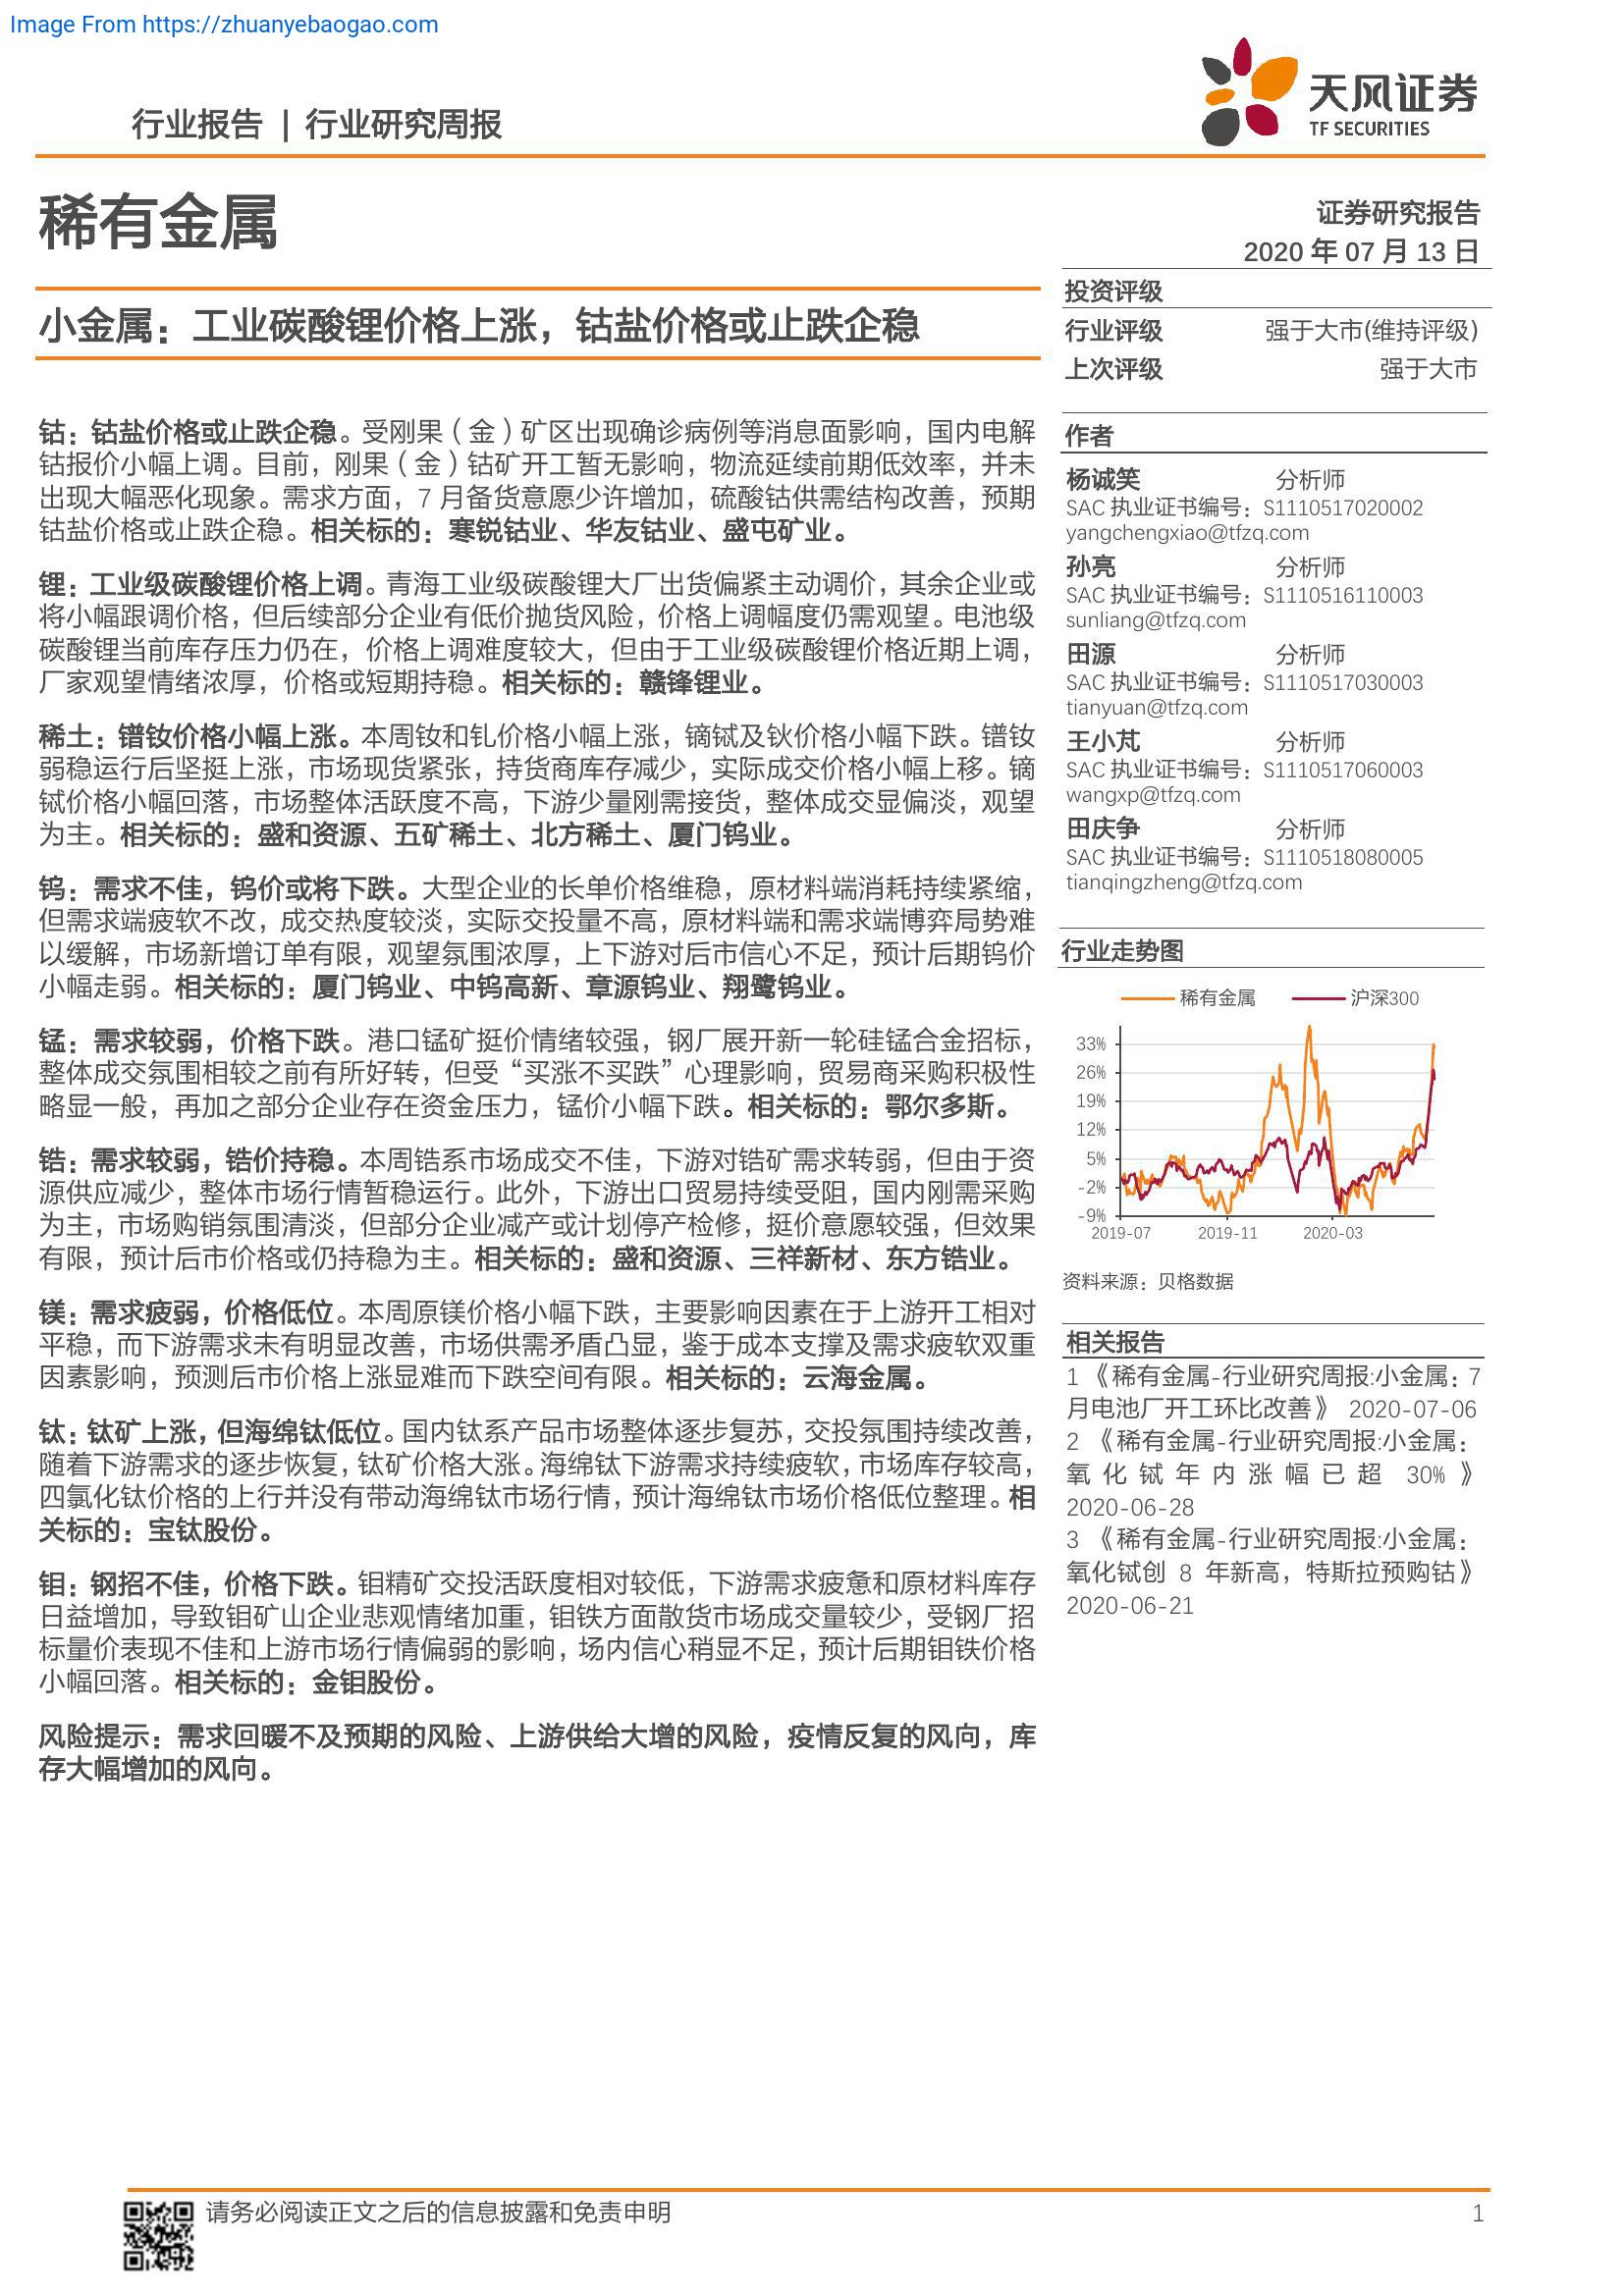 Image From https://zhuanyebaogao.com
行业报告 | 行业研究周报
天风证券
TF SECURITIES
稀有金属
证券研究报告
2020 年 07 月 13 日
小金属：工业碳酸锂价格上涨，钴盐价格或止跌企稳
投资评级
行业评级 强于大市(维持评级)
上次评级 强于大市
钴：钴盐价格或止跌企稳。受刚果（金）矿区出现确诊病例等消息面影响，国内电解
钴报价小幅上调。目前，刚果（金）钴矿开工暂无影响，物流延续前期低效率，并未
出现大幅恶化现象。需求方面，7 月备货意愿少许增加，硫酸钴供需结构改善，预期
钴盐价格或止跌企稳。相关标的：寒锐钴业、华友钴业、盛屯矿业。
锂：工业级碳酸锂价格上调。青海工业级碳酸锂大厂出货偏紧主动调价，其余企业或
将小幅跟调价格，但后续部分企业有低价抛货风险，价格上调幅度仍需观望。电池级
碳酸锂当前库存压力仍在，价格上调难度较大，但由于工业级碳酸锂价格近期上调，
厂家观望情绪浓厚，价格或短期持稳。相关标的：赣锋锂业。
稀土：镨钕价格小幅上涨。本周钕和钆价格小幅上涨，镝铽及钬价格小幅下跌。镨钕
弱稳运行后坚挺上涨，市场现货紧张，持货商库存减少，实际成交价格小幅上移。镝
铽价格小幅回落，市场整体活跃度不高，下游少量刚需接货，整体成交显偏淡，观望
为主。相关标的：盛和资源、五矿稀土、北方稀土、厦门钨业。
钨：需求不佳，钨价或将下跌。大型企业的长单价格维稳，原材料端消耗持续紧缩，
但需求端疲软不改，成交热度较淡，实际交投量不高，原材料端和需求端博弈局势难
以缓解，市场新增订单有限，观望氛围浓厚，上下游对后市信心不足，预计后期钨价
小幅走弱。相关标的：厦门钨业、中钨高新、章源钨业、翔鹭钨业。
锰：需求较弱，价格下跌。港口锰矿挺价情绪较强，钢厂展开新一轮硅锰合金招标，
整体成交氛围相较之前有所好转，但受“买涨不买跌”心理影响，贸易商采购积极性
略显一般，再加之部分企业存在资金压力，锰价小幅下跌。相关标的：鄂尔多斯。
锆：需求较弱，锆价持稳。本周锆系市场成交不佳，下游对锆矿需求转弱，但由于资
源供应减少，整体市场行情暂稳运行。此外，下游出口贸易持续受阻，国内刚需采购
为主，市场购销氛围清淡，但部分企业减产或计划停产检修，挺价意愿较强，但效果
有限，预计后市价格或仍持稳为主。相关标的：盛和资源、三祥新材、东方锆业。
镁：需求疲弱，价格低位。本周原镁价格小幅下跌，主要影响因素在于上游开工相对
平稳，而下游需求未有明显改善，市场供需矛盾凸显，鉴于成本支撑及需求疲软双重
因素影响，预测后市价格上涨显难而下跌空间有限。相关标的：云海金属。
钛：钛矿上涨，但海绵钛低位。国内钛系产品市场整体逐步复苏，交投氛围持续改善，
随着下游需求的逐步恢复，钛矿价格大涨。海绵钛下游需求持续疲软，市场库存较高，
四氯化钛价格的上行并没有带动海绵钛市场行情，预计海绵钛市场价格低位整理。相
关标的：宝钛股份。
钼：钢招不佳，价格下跌。钼精矿交投活跃度相对较低，下游需求疲惫和原材料库存
日益增加，导致钼矿山企业悲观情绪加重，钼铁方面散货市场成交量较少，受钢厂招
标量价表现不佳和上游市场行情偏弱的影响，场内信心稍显不足，预计后期钼铁价格
小幅回落。相关标的：金钼股份。
风险提示：需求回暖不及预期的风险、上游供给大增的风险，疫情反复的风向，库
存大幅增加的风向。
作者
杨诚笑 分析师
SAC 执业证书编号：S1110517020002
yangchengxiao@tfzq.com
孙亮 分析师
SAC 执业证书编号：S1110516110003
sunliang@tfzq.com
田源 分析师
SAC 执业证书编号：S1110517030003
tianyuan@tfzq.com
王小芃 分析师
SAC 执业证书编号：S1110517060003
wangxp@tfzq.com
田庆争 分析师
SAC 执业证书编号：S1110518080005
tianqingzheng@tfzq.com
行业走势图
稀有金属 沪深300
33%
26%
19%
12%
5%
-2%
-9%
2019-07 2019-11 2020-03
资料来源：贝格数据
相关报告
1 《稀有金属-行业研究周报:小金属：7
月电池厂开工环比改善》 2020-07-06
2 《稀有金属-行业研究周报:小金属：
氧化铽年内涨幅已超 30%》
2020-06-28
3 《稀有金属-行业研究周报:小金属：
氧化铽创 8 年新高，特斯拉预购钴》
2020-06-21
请务必阅读正文之后的信息披露和免责申明 1